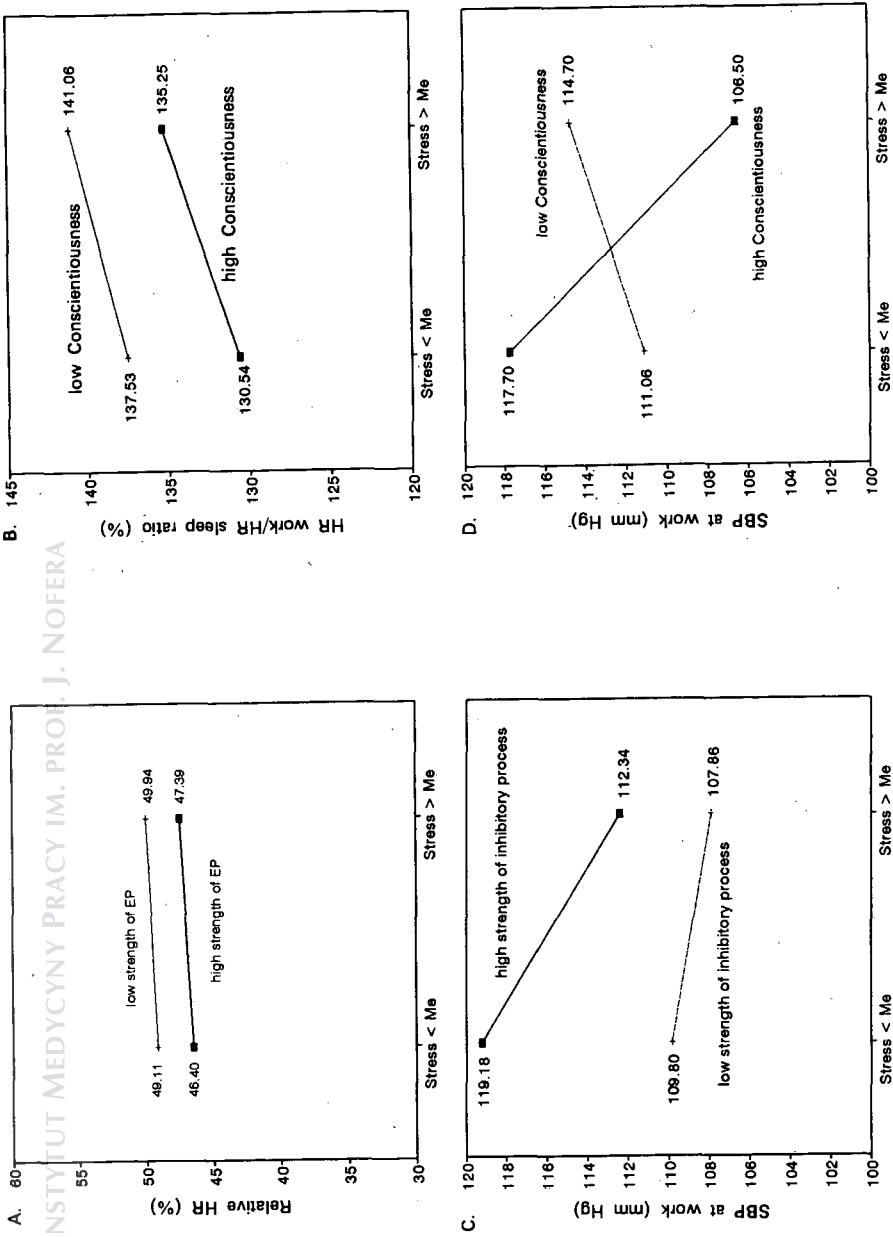 INSTYTUT MEDYCYNY PRACY IM. PROF. J. NOFERA
A.
60
50
45
40
30
Relative HR (%)
low strength of EP
49.11
49.94
46.40
47.39
high strength of EP
Stress < Me
Stress > Me
B.
145
140
135
130
125
120
HR work/HR sleep ratio (%)
low Conscientiousness
137.53
141.06
130.54
135.25
high Conscientiousness
Stress < Me
Stress > Me
C.
120
118
116
114
112
110
108
106
104
102
100
SBP at work (mm Hg)
119.18
high strength of inhibitory process
112.34
109.80
107.86
low strength of inhibitory process
Stress < Me
Stress > Me
D.
120
118
116
114
112
110
108
106
104
102
100
SBP at work (mm Hg)
117.70
low Conscientiousness
114.70
111.06
106.50
high Conscientiousness
Stress < Me
Stress > Me